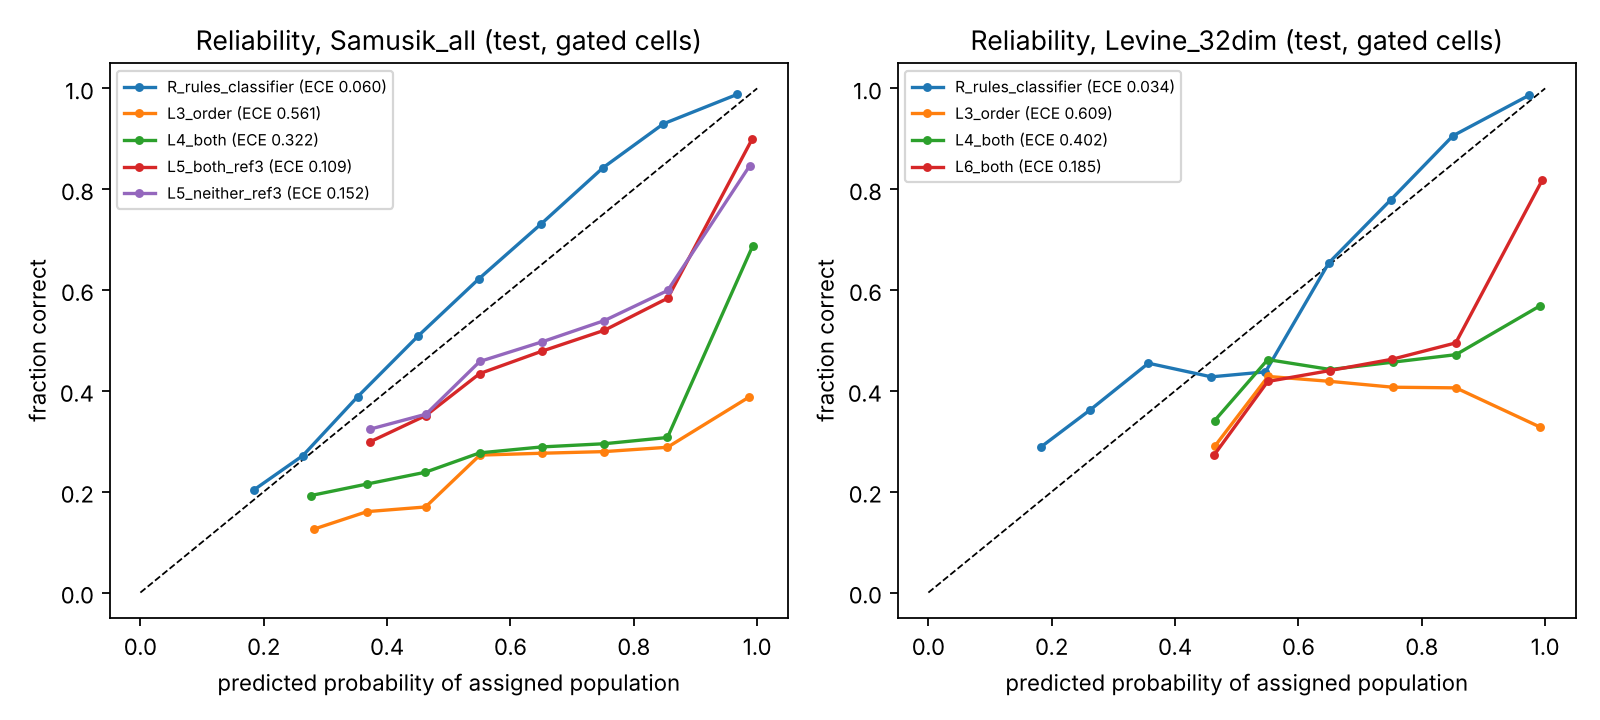 Reliability, Samusik_all (test, gated cells)
R_rules_classifier (ECE 0.060)
L3_order (ECE 0.561)
L4_both (ECE 0.322)
L5_both_ref3 (ECE 0.109)
L5_neither_ref3 (ECE 0.152)
fraction correct
1.0
0.8
0.6
0.4
0.2
0.0
0.0 0.2 0.4 0.6 0.8 1.0
predicted probability of assigned population
Reliability, Levine_32dim (test, gated cells)
R_rules_classifier (ECE 0.034)
L3_order (ECE 0.609)
L4_both (ECE 0.402)
L6_both (ECE 0.185)
fraction correct
1.0
0.8
0.6
0.4
0.2
0.0
0.0 0.2 0.4 0.6 0.8 1.0
predicted probability of assigned population